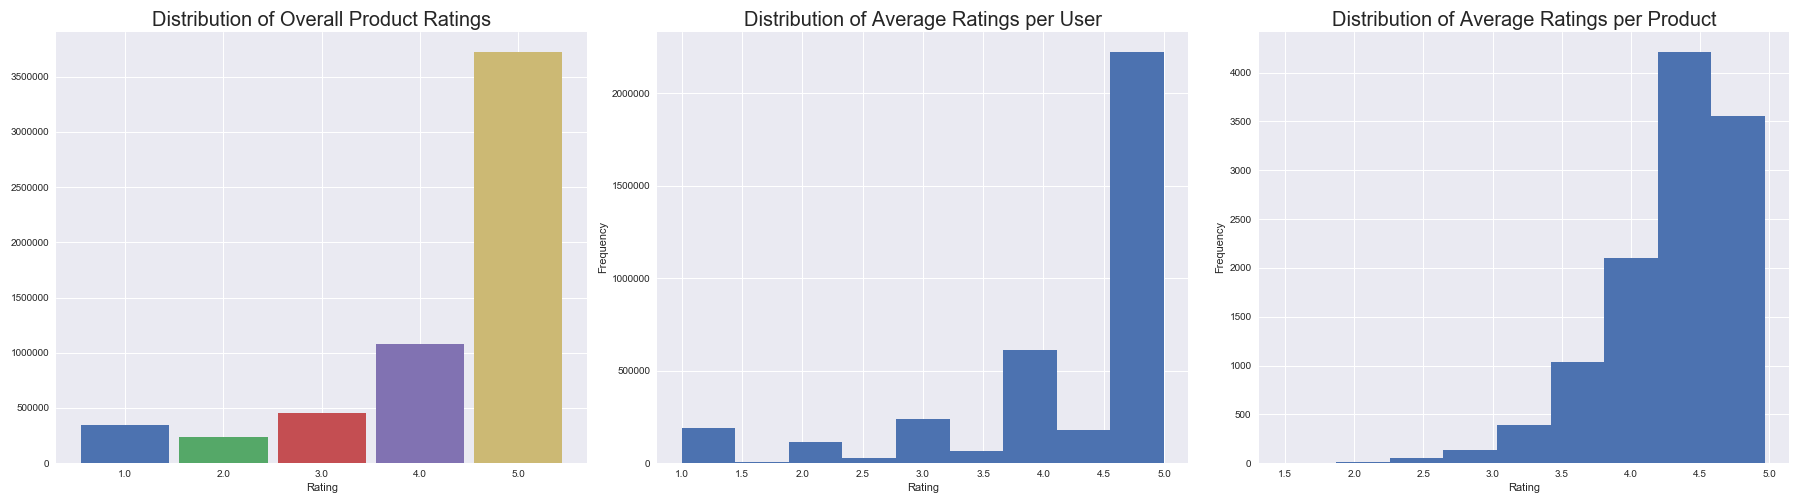 Distribution of Overall Product Ratings
3500000
3000000
2500000
2000000
1500000
1000000
500000
0
1.0 2.0 3.0 4.0 5.0
Rating
Distribution of Average Ratings per User
Frequency
2000000
1500000
1000000
500000
0
1.0 1.5 2.0 2.5 3.0 3.5 4.0 4.5 5.0
Rating
Distribution of Average Ratings per Product
Frequency
4000
3500
3000
2500
2000
1500
1000
500
0
1.5 2.0 2.5 3.0 3.5 4.0 4.5 5.0
Rating